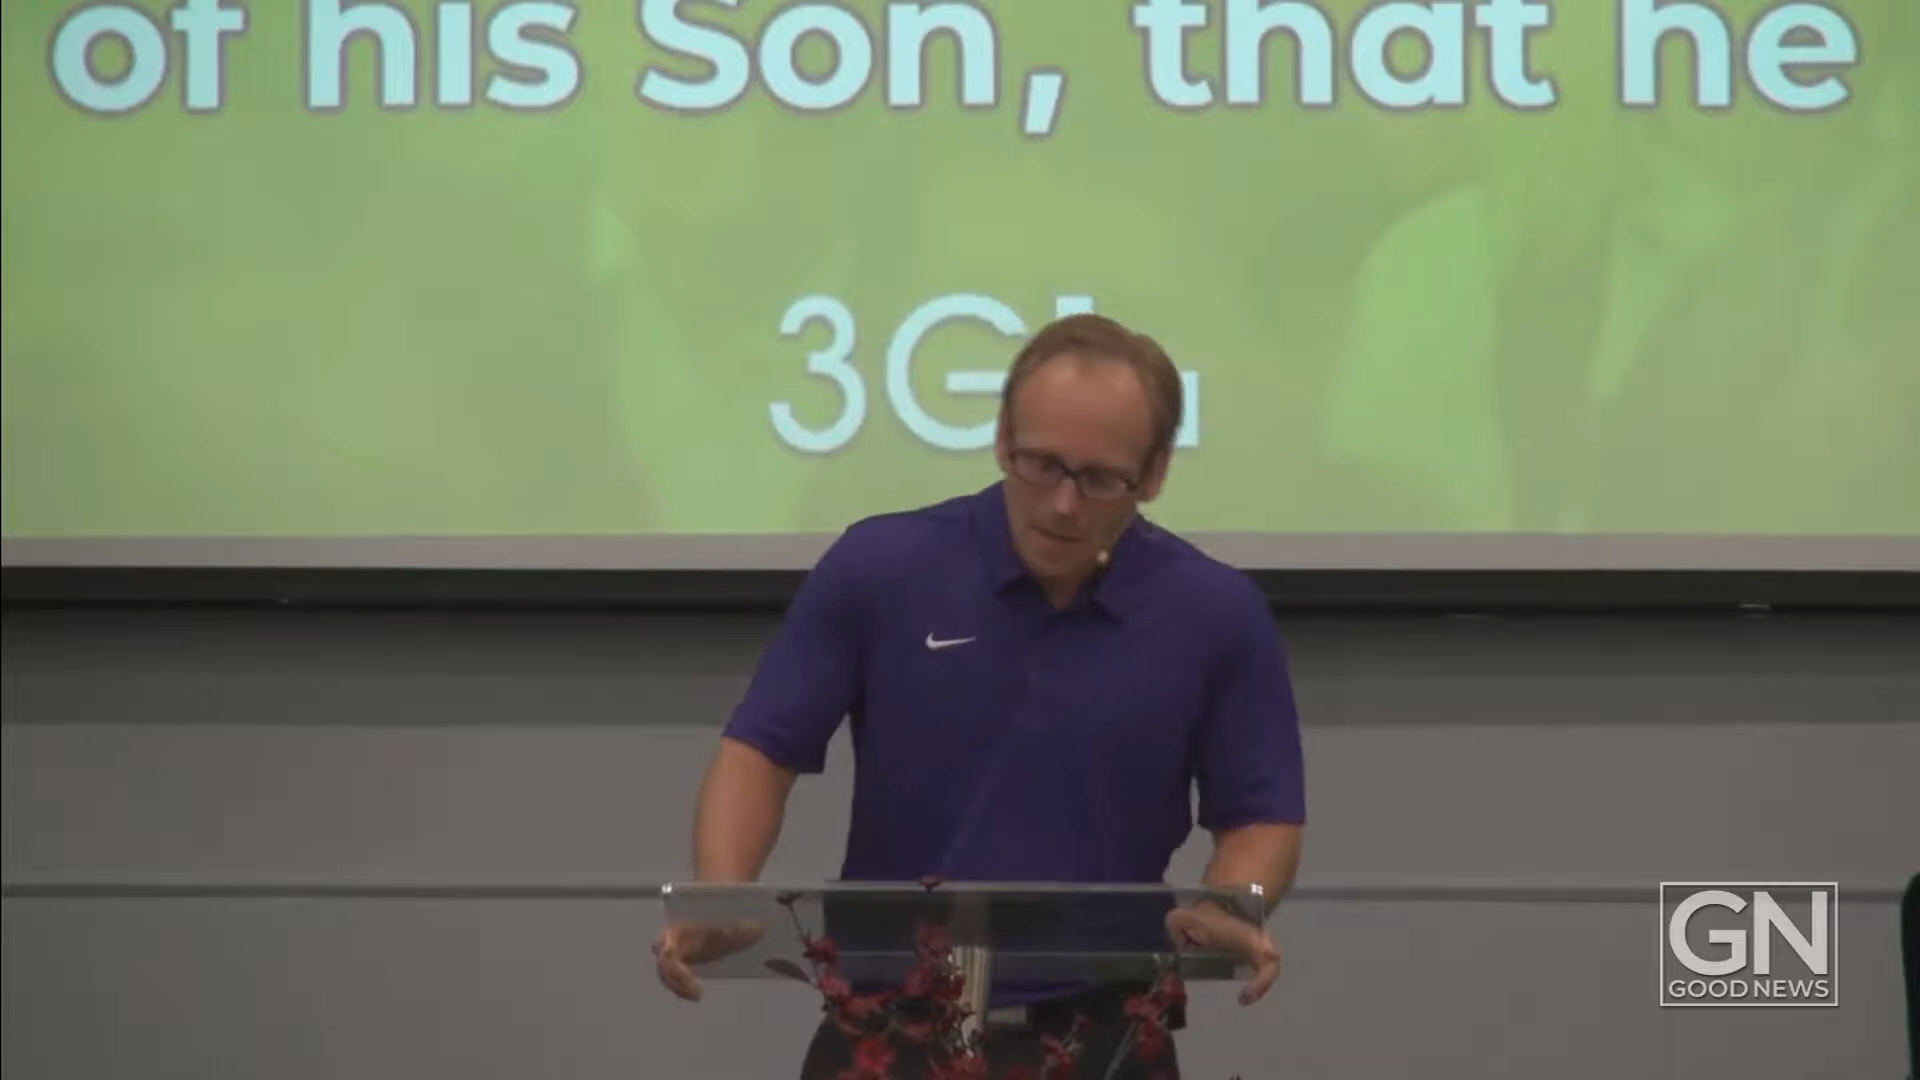 of his Son, that he
GN
GOOD NEWS